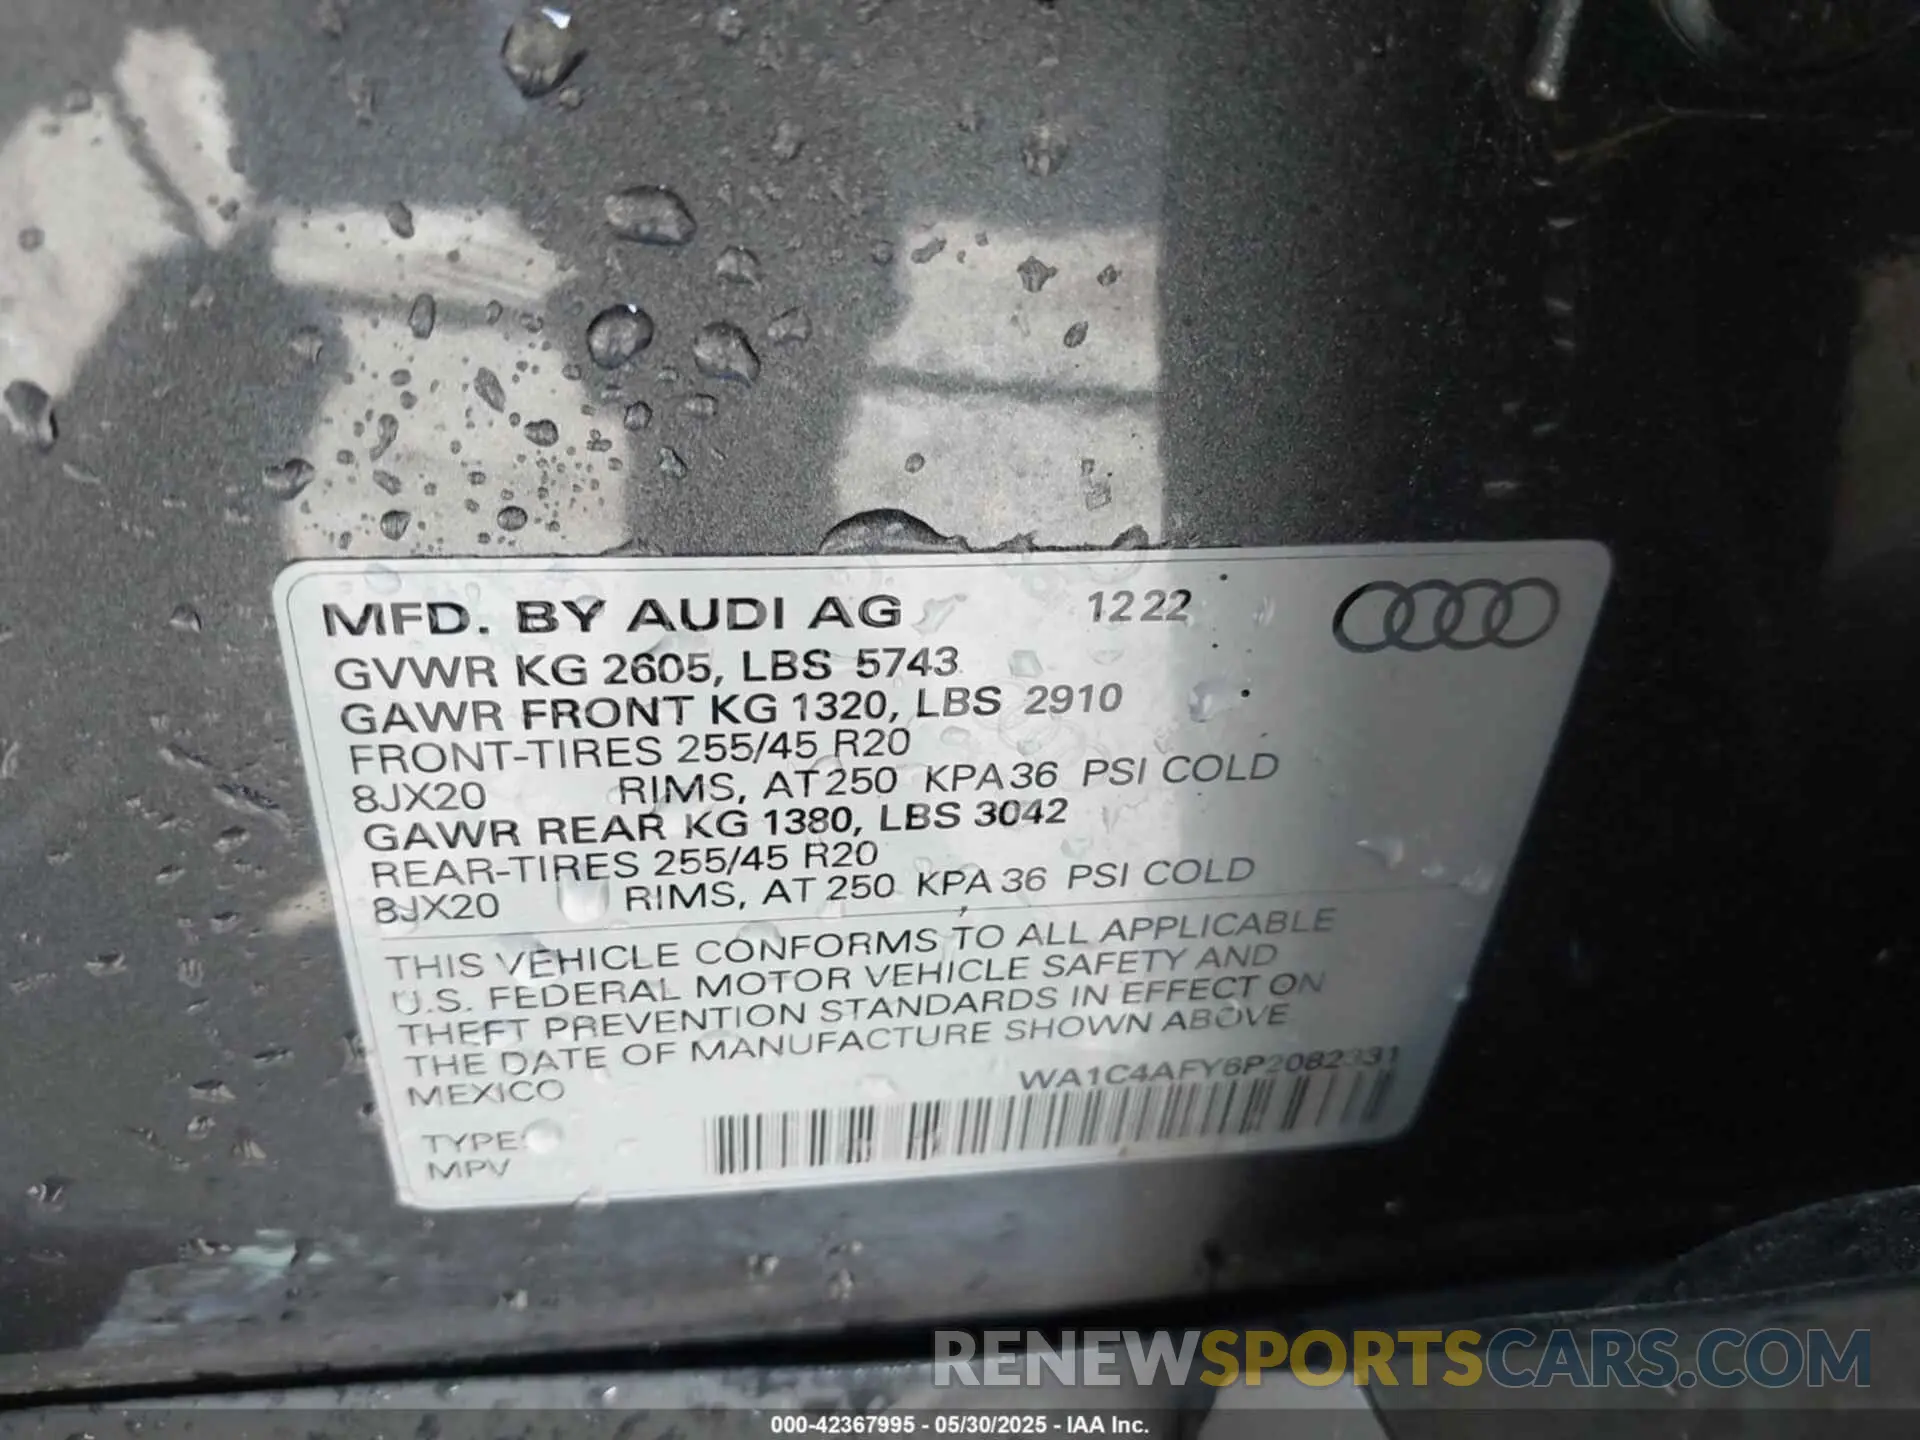 MFD. BY AUDI AG 12 22
GVWR KG 2605, LBS 5743
GAWR FRONT KG 1320, LBS 2910
FRONT-TIRES 255/45 R20
8JX20 RIMS, AT 250 KPA 36 PSI COLD
GAWR REAR KG 1380, LBS 3042
REAR-TIRES 255/45 R20
8JX20 RIMS, AT 250 KPA 36 PSI COLD
THIS VEHICLE CONFORMS TO ALL APPLICABLE
U.S. FEDERAL MOTOR VEHICLE SAFETY AND
THEFT PREVENTION STANDARDS IN EFFECT ON
THE DATE OF MANUFACTURE SHOWN ABOVE
MEXICO WA1C4AFY6P2082331
TYPE:
MPV
RENEWSPORTSCARS.COM
000-42367995 - 05/30/2025 - IAA Inc.